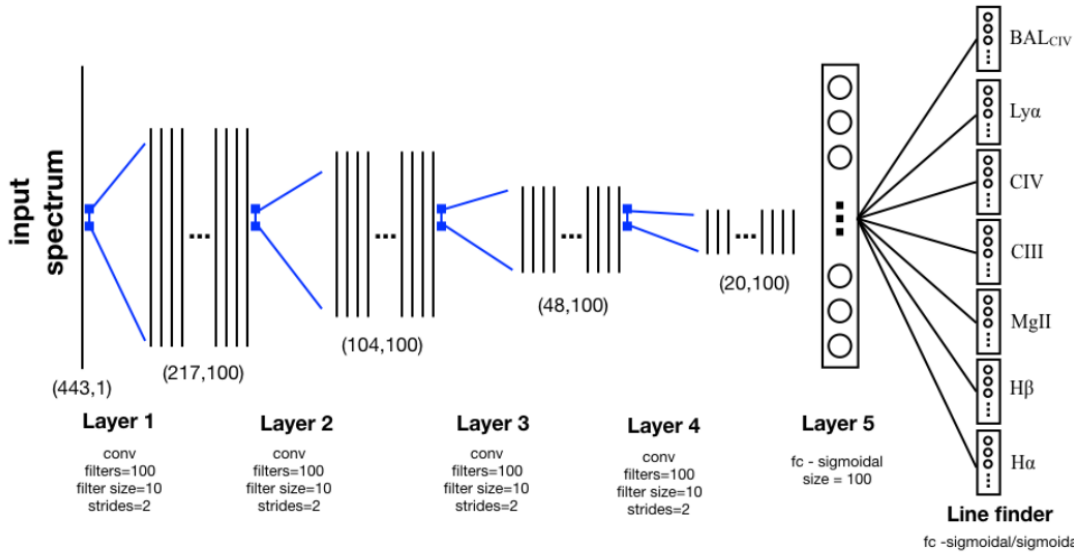 input
spectrum
(443,1)
(217,100)
(104,100)
(48,100)
(20,100)
Layer 1
conv
filters=100
filter size=10
strides=2
Layer 2
conv
filters=100
filter size=10
strides=2
Layer 3
conv
filters=100
filter size=10
strides=2
Layer 4
conv
filters=100
filter size=10
strides=2
Layer 5
fc - sigmoidal
size = 100
BALCIV
Lyα
CIV
CIII
MgII
Hβ
Hα
Line finder
fc -sigmoidal/sigmoida